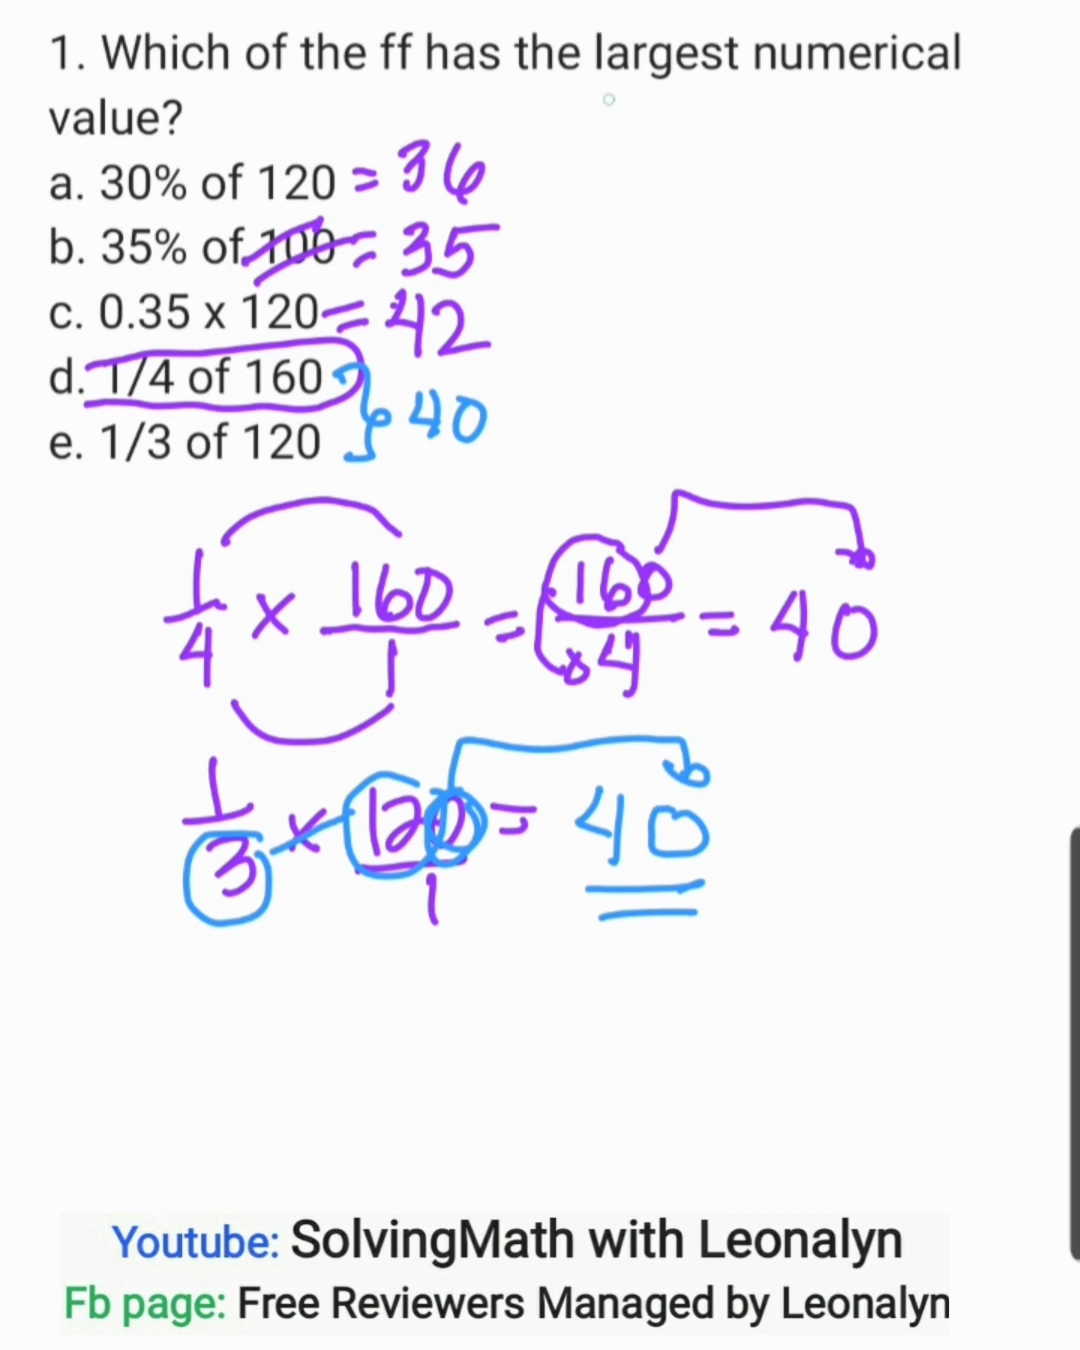 1. Which of the ff has the largest numerical
value?
a. 30% of 120 = 36
b. 35% of 100 = 35
c. 0.35 x 120 = 42
d. 1/4 of 160
40
e. 1/3 of 120
1/4 x 160/1 = 160/4 = 40
1/3 x 120/1 = 40
Youtube: SolvingMath with Leonalyn
Fb page: Free Reviewers Managed by Leonalyn